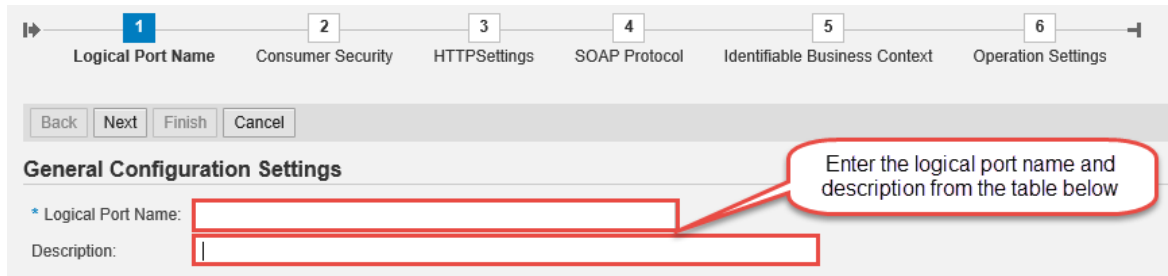 1 2 3 4 5 6
Logical Port Name Consumer Security HTTPSettings SOAP Protocol Identifiable Business Context Operation Settings
Back Next Finish Cancel
General Configuration Settings
Enter the logical port name and
description from the table below
* Logical Port Name:
Description: